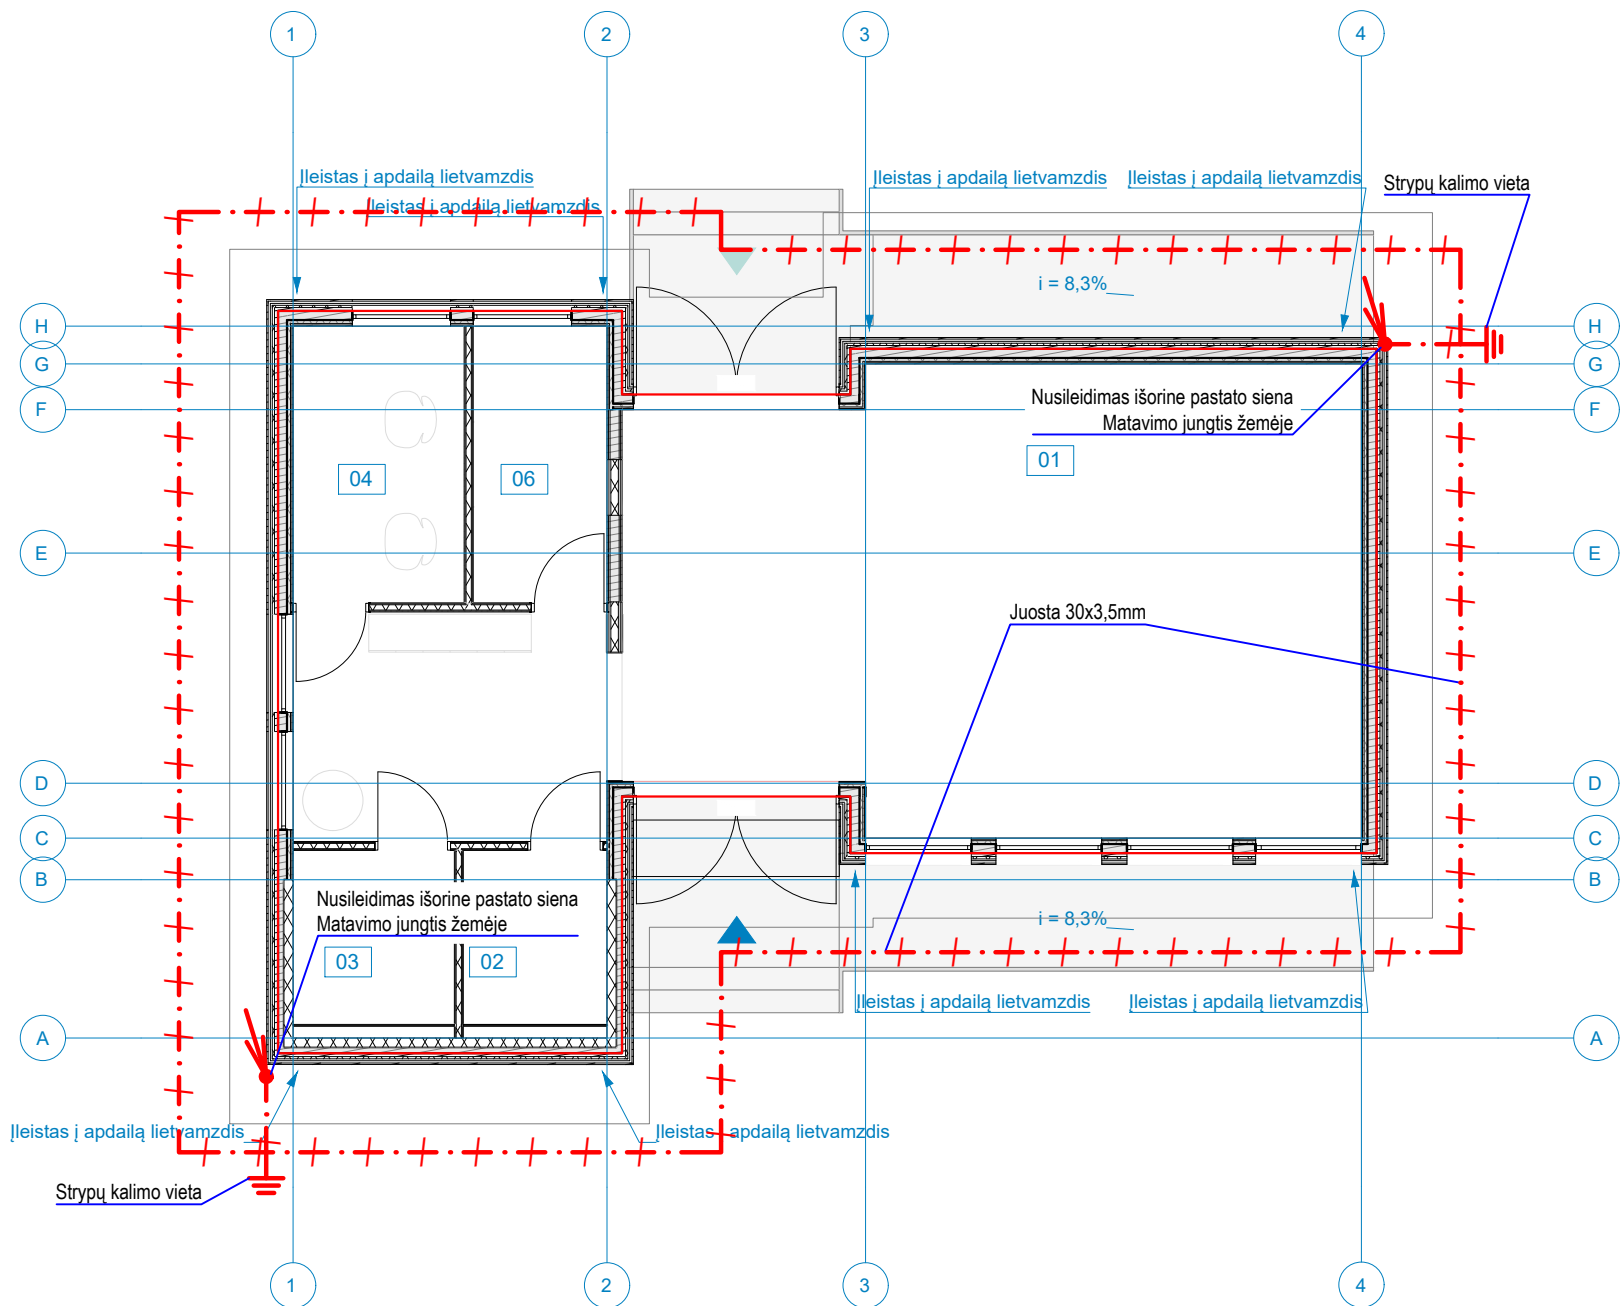 1
2
3
4
Įleistas į apdailą lietvamzdis
Įleistas į apdailą lietvamzdis
Įleistas į apdailą lietvamzdis
Įleistas į apdailą lietvamzdis
Strypų kalimo vieta
i = 8,3%
H
H
G
G
F
F
Nusileidimas išorine pastato siena
Matavimo jungtis žemėje
01
04
06
E
E
Juosta 30x3,5mm
D
D
C
C
B
B
Nusileidimas išorine pastato siena
Matavimo jungtis žemėje
i = 8,3%
03
02
Įleistas į apdailą lietvamzdis
Įleistas į apdailą lietvamzdis
A
A
Įleistas į apdailą lietvamzdis
Įleistas į apdailą lietvamzdis
Strypų kalimo vieta
1
2
3
4